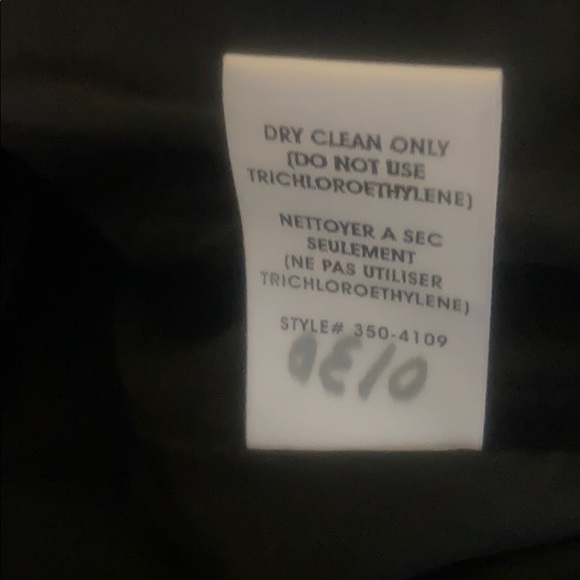 DRY CLEAN ONLY
(DO NOT USE
TRICHLOROETHYLENE)
NETTOYER A SEC
SEULEMENT
(NE PAS UTILISER
TRICHLOROETHYLENE)
STYLE# 350-4109